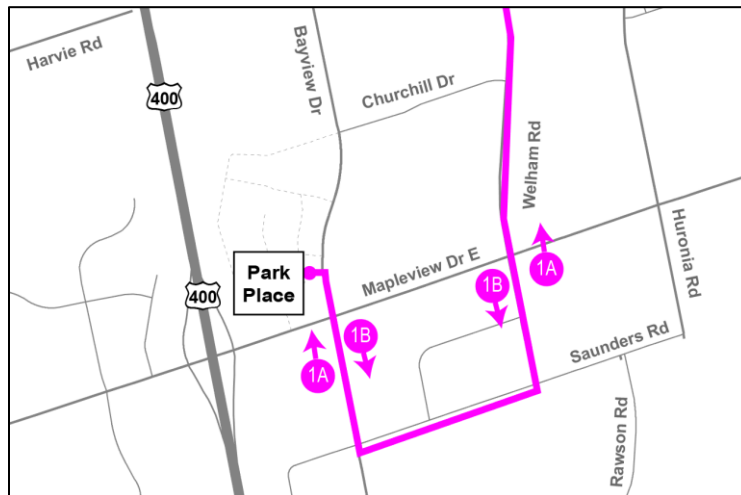 Harvie Rd
400
Bayview Dr
Churchill Dr
Welham Rd
Huronia Rd
Park
Place
Mapleview Dr E
400
1B
1A
1A
1B
Saunders Rd
Rawson Rd